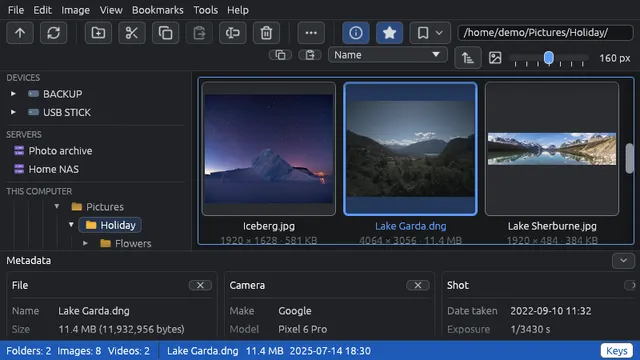 File Edit Image View Bookmarks Tools Help
/home/demo/Pictures/Holiday/
Name
160 px
DEVICES
BACKUP
USB STICK
SERVERS
Photo archive
Home NAS
THIS COMPUTER
Pictures
Holiday
Flowers
Iceberg.jpg
1920 × 1628 · 581 KB
Lake Garda.dng
4064 × 3056 · 11.4 MB
Lake Sherburne.jpg
1920 × 484 · 384 KB
Metadata
File
Name Lake Garda.dng
Size 11.4 MB (11,932,956 bytes)
Camera
Make Google
Model Pixel 6 Pro
Shot
Date taken 2022-09-10 11:32
Exposure 1/3430 s
Folders: 2 Images: 8 Videos: 2 Lake Garda.dng 11.4 MB 2025-07-14 18:30 Keys